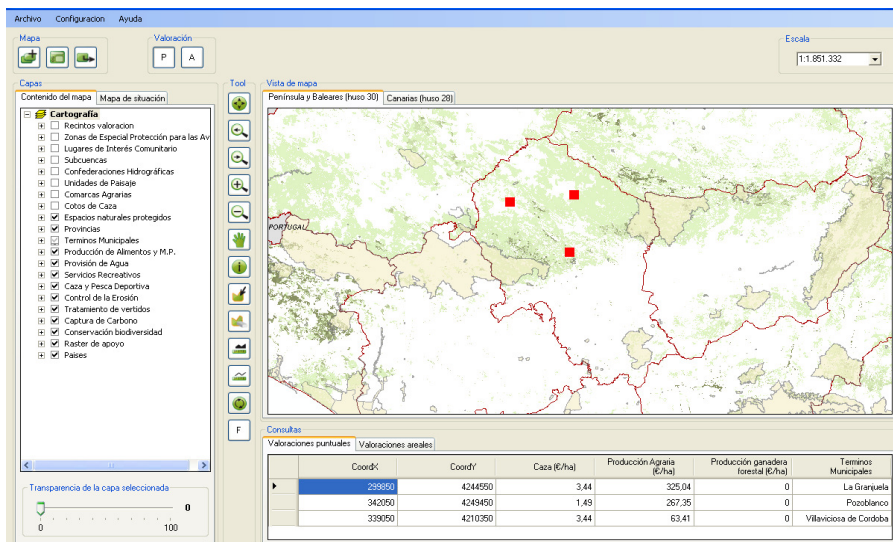 Archivo Configuracion Ayuda
Mapa Valoración Escala
P A 1:1.851.332
Capas Tool Vista de mapa
Contenido del mapa Mapa de situación
Península y Baleares (huso 30) Canarias (huso 28)
Cartografía
Recintos valoracion
Zonas de Especial Protección para las Av
Lugares de Interés Comunitario
Subcuencas
Confederaciones Hidrográficas
Unidades de Paisaje
Comarcas Agrarias
Cotos de Caza
Espacios naturales protegidos
Provincias
Terminos Municipales
Producción de Alimentos y M.P.
Provisión de Agua
Servicios Recreativos
Caza y Pesca Deportiva
Control de la Erosión
Tratamiento de vertidos
Captura de Carbono
Conservación biodiversidad
Raster de apoyo
Paises
PORTUGAL
F
Transparencia de la capa seleccionada
0
0 100
Consultas
Valoraciones puntuales Valoraciones areales
CoordX CoordY Caza (€/ha) Producción Agraria (€/ha) Producción ganadera forestal (€/ha) Terminos Municipales
299850 4244550 3,44 325,04 0 La Granjuela
342050 4249450 1,49 267,35 0 Pozoblanco
339050 4210350 3,44 63,41 0 Villaviciosa de Cordoba